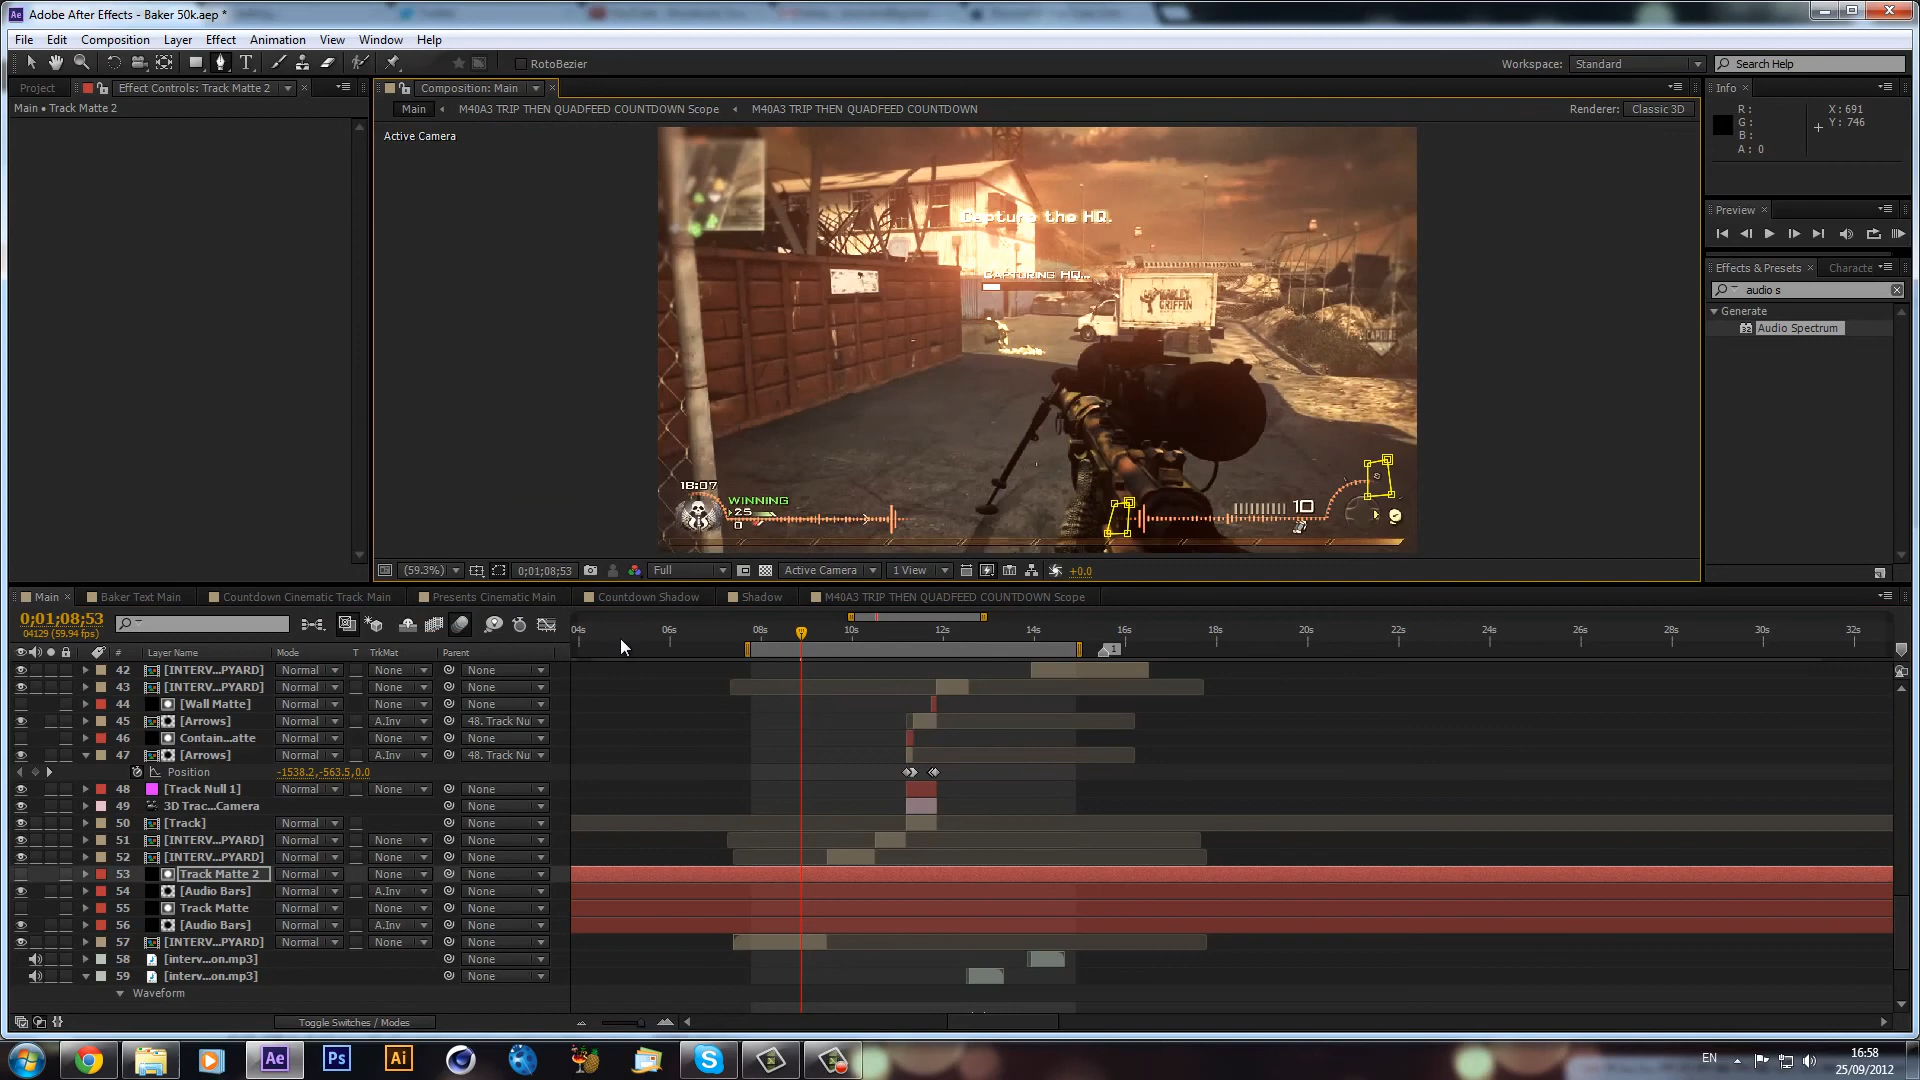 Adobe After Effects - Baker 50k.aep *
File Edit Composition Layer Effect Animation View Window Help
RotoBezier
Workspace: Standard
Search Help
Project
Effect Controls: Track Matte 2
Composition: Main
Info
Main • Track Matte 2
Main
M40A3 TRIP THEN QUADFEED COUNTDOWN Scope
M40A3 TRIP THEN QUADFEED COUNTDOWN
Renderer: Classic 3D
R:
G:
B:
A: 0
X: 691
Y: 746
Active Camera
Capture the HQ.
CAPTURING HQ...
GRIFFIN
CAPTURE
18:07
WINNING
25
0
10
Preview
Effects & Presets
Characte
audio s
Generate
Audio Spectrum
(59.3%)
0;01;08;53
Full
Active Camera
1 View
+0.0
Main
Baker Text Main
Countdown Cinematic Track Main
Presents Cinematic Main
Countdown Shadow
Shadow
M40A3 TRIP THEN QUADFEED COUNTDOWN Scope
0;01;08;53
04129 (59.94 fps)
04s 06s 08s 10s 12s 14s 16s 18s 20s 22s 24s 26s 28s 30s 32s
1
# Layer Name Mode T TrkMat Parent
42 [INTERV...PYARD] Normal None None
43 [INTERV...PYARD] Normal None None
44 [Wall Matte] Normal None None
45 [Arrows] Normal A.Inv 48. Track Nu
46 Contain...atte Normal None None
47 [Arrows] Normal A.Inv 48. Track Nu
Position -1538.2,-563.5,0.0
48 [Track Null 1] Normal None None
49 3D Trac...Camera None
50 [Track] Normal None
51 [INTERV...PYARD] Normal None None
52 [INTERV...PYARD] Normal None None
53 Track Matte 2 Normal None None
54 [Audio Bars] Normal A.Inv None
55 Track Matte Normal None None
56 [Audio Bars] Normal A.Inv None
57 [INTERV...PYARD] Normal None None
58 [interv...on.mp3] None
59 [interv...on.mp3] None
Waveform
Toggle Switches / Modes
Ae
Ps
Ai
EN
16:58
25/09/2012